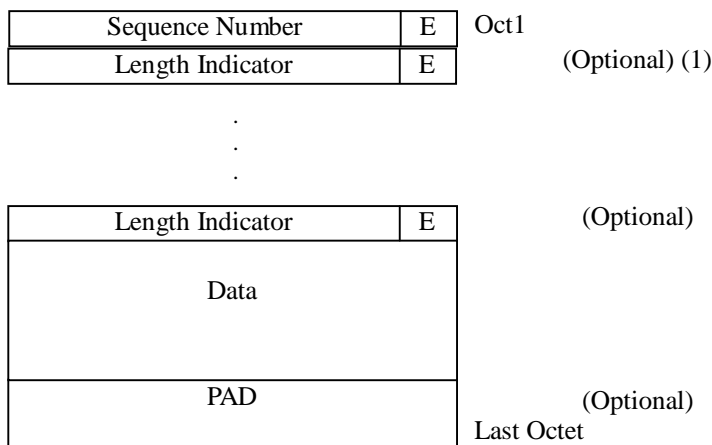 Sequence Number E Oct1
Length Indicator E (Optional) (1)
.
.
.
Length Indicator E (Optional)
Data
PAD (Optional)
Last Octet